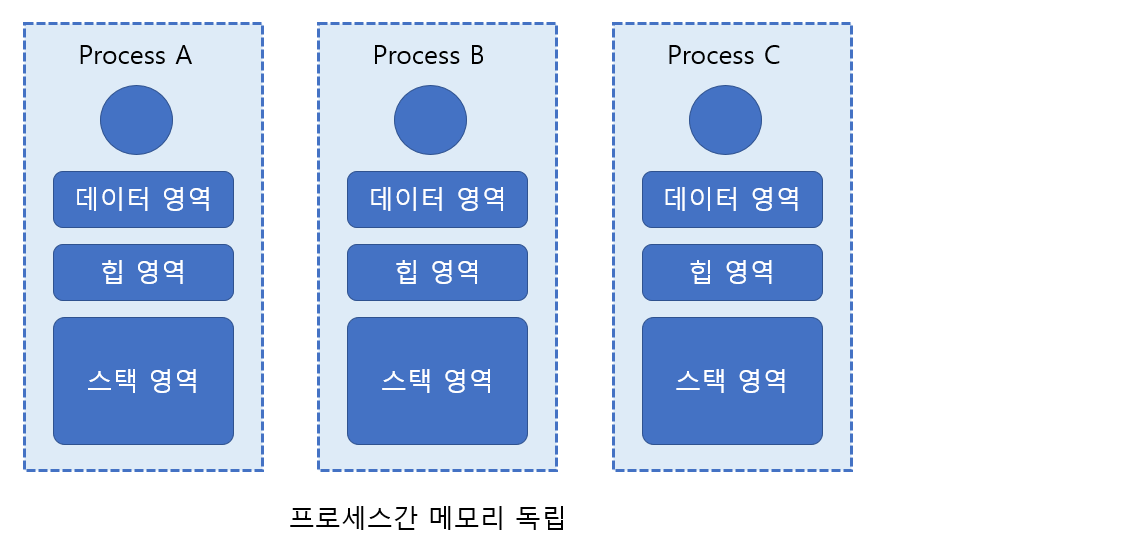 Process A
Process B
Process C
데이터 영역
데이터 영역
데이터 영역
힙 영역
힙 영역
힙 영역
스택 영역
스택 영역
스택 영역
프로세스간 메모리 독립